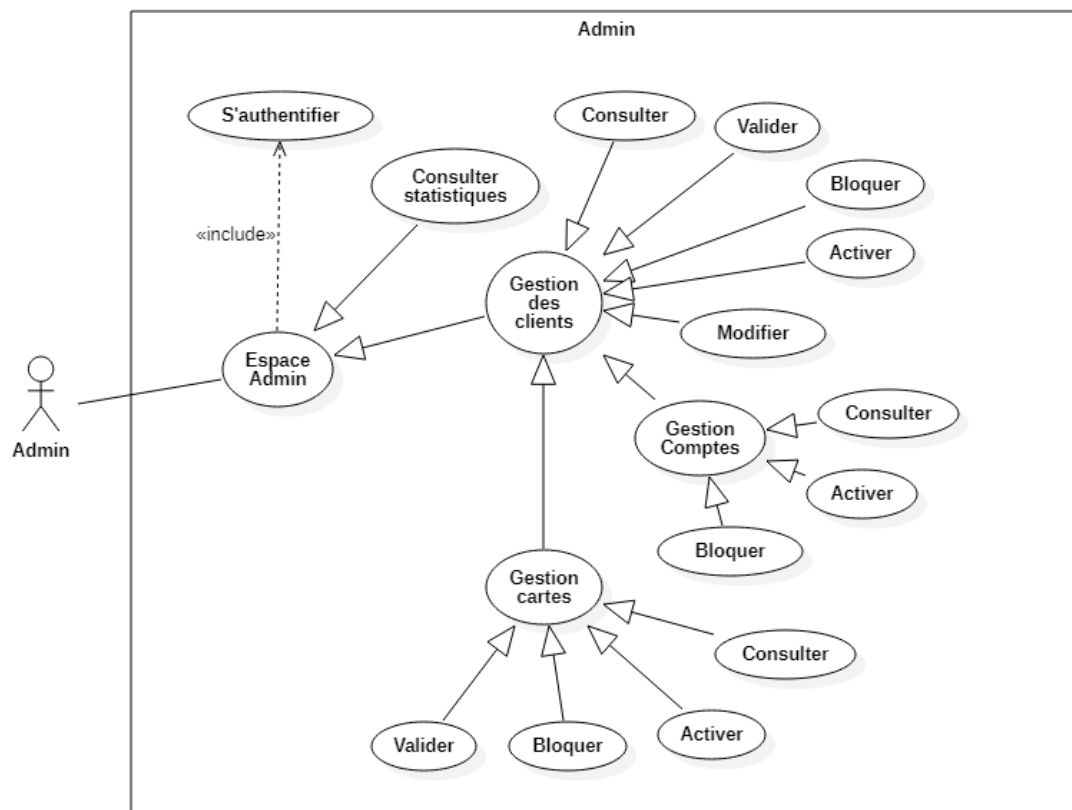 Admin
S'authentifier
Consulter
Valider
Consulter
statistiques
Bloquer
«include»
Activer
Gestion
des
clients
Modifier
Espace
Admin
Admin
Gestion
Comptes
Consulter
Activer
Bloquer
Gestion
cartes
Consulter
Valider
Bloquer
Activer